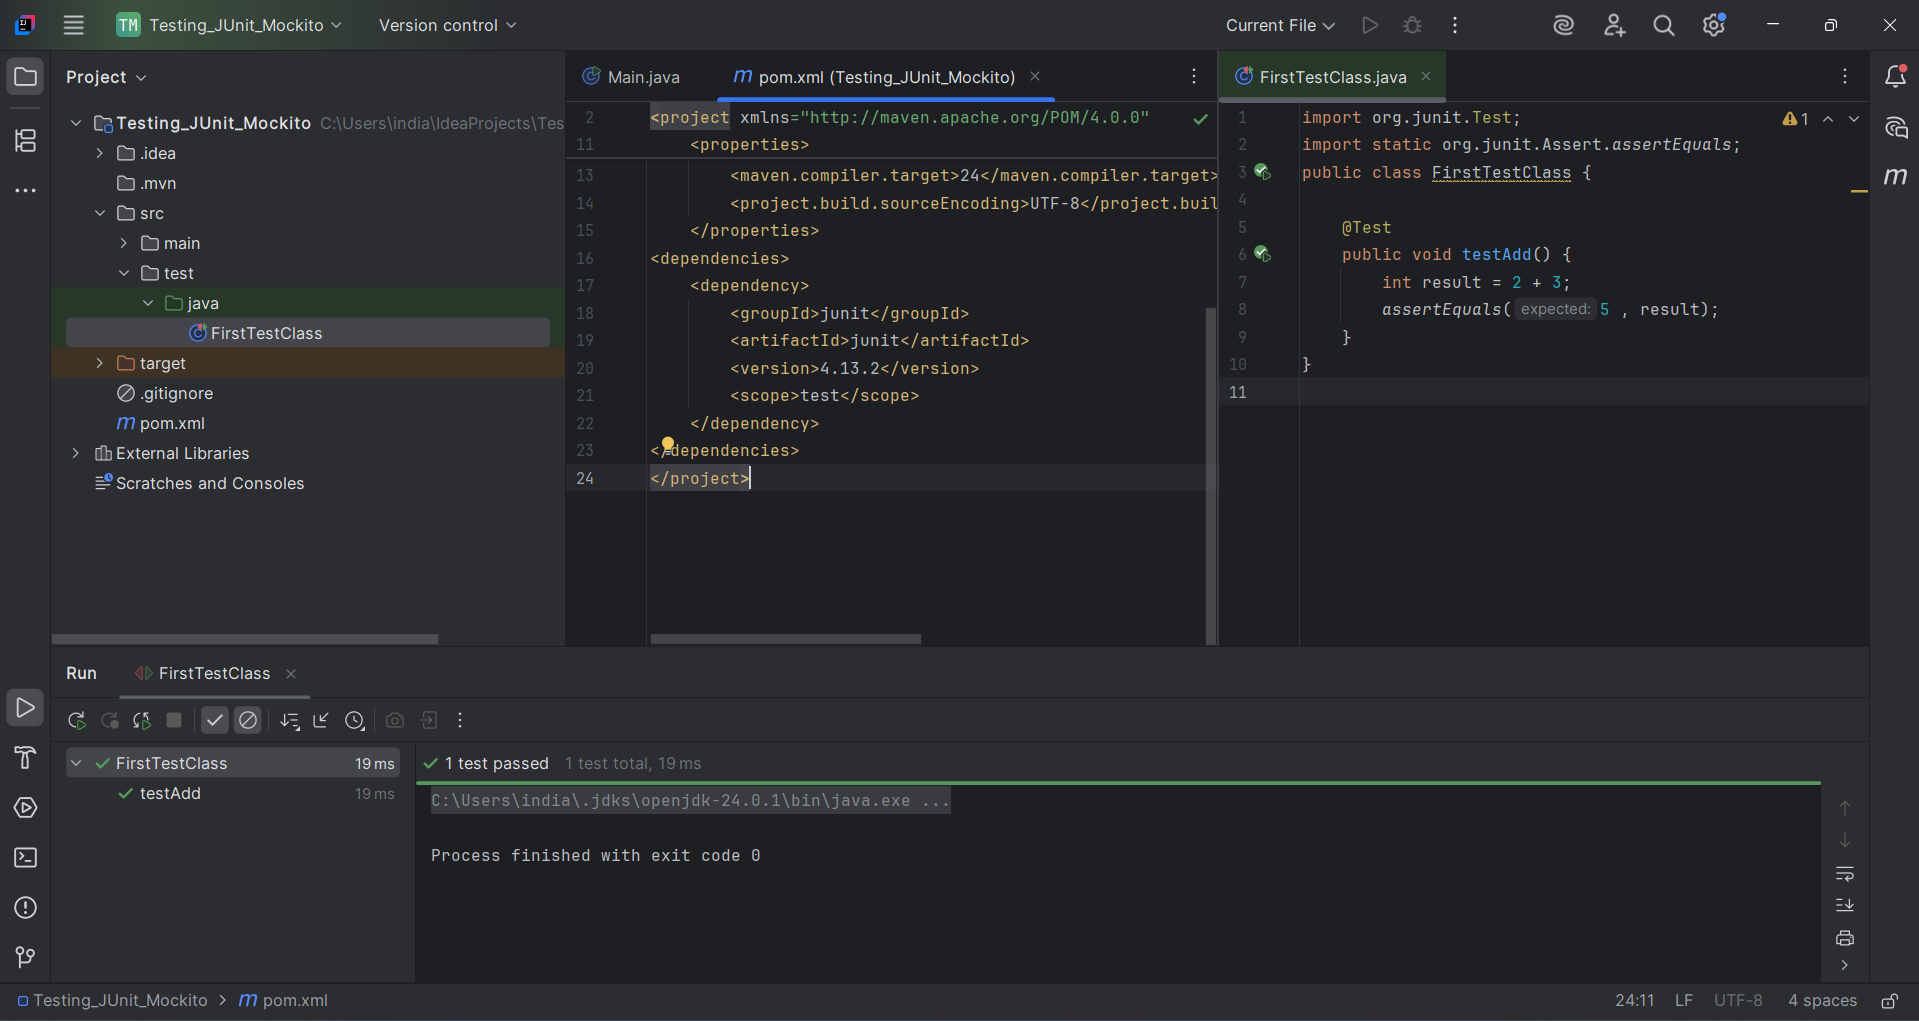 TM Testing_JUnit_Mockito Version control Current File
Project
Testing_JUnit_Mockito C:\Users\india\IdeaProjects\Tes
.idea
.mvn
src
main
test
java
FirstTestClass
target
.gitignore
m pom.xml
External Libraries
Scratches and Consoles
Main.java m pom.xml (Testing_JUnit_Mockito)
2 <project xmlns="http://maven.apache.org/POM/4.0.0"
11 <properties>
13 <maven.compiler.target>24</maven.compiler.target>
14 <project.build.sourceEncoding>UTF-8</project.buil
15 </properties>
16 <dependencies>
17 <dependency>
18 <groupId>junit</groupId>
19 <artifactId>junit</artifactId>
20 <version>4.13.2</version>
21 <scope>test</scope>
22 </dependency>
23 </dependencies>
24 </project>
FirstTestClass.java
1 import org.junit.Test; 1
2 import static org.junit.Assert.assertEquals;
3 public class FirstTestClass {
4
5 @Test
6 public void testAdd() {
7 int result = 2 + 3;
8 assertEquals( expected: 5 , result);
9 }
10 }
11
m
Run FirstTestClass
FirstTestClass 19 ms
testAdd 19 ms
1 test passed 1 test total, 19 ms
C:\Users\india\.jdks\openjdk-24.0.1\bin\java.exe ...
Process finished with exit code 0
Testing_JUnit_Mockito > m pom.xml 24:11 LF UTF-8 4 spaces